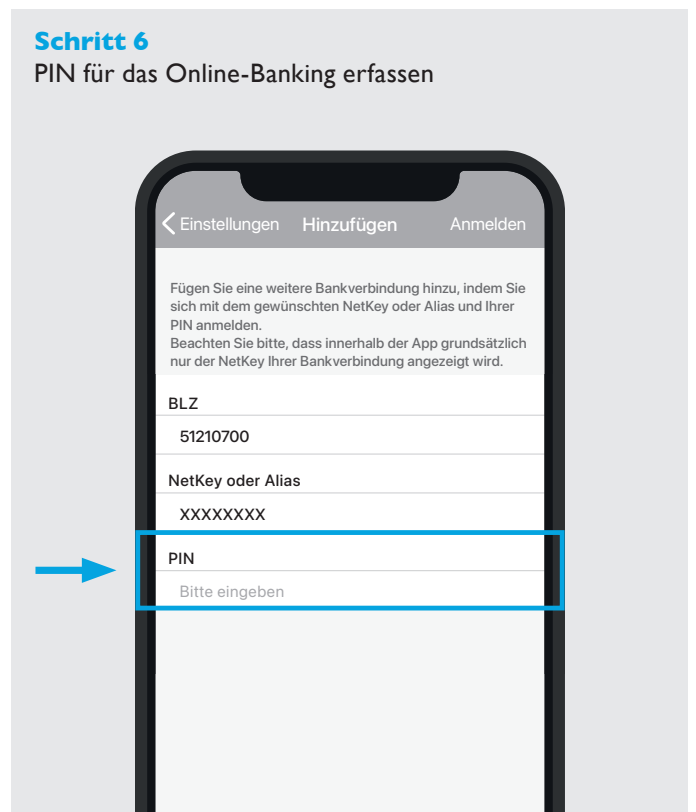 Schritt 6
PIN für das Online-Banking erfassen
Einstellungen Hinzufügen Anmelden
Fügen Sie eine weitere Bankverbindung hinzu, indem Sie
sich mit dem gewünschten NetKey oder Alias und Ihrer
PIN anmelden.
Beachten Sie bitte, dass innerhalb der App grundsätzlich
nur der NetKey Ihrer Bankverbindung angezeigt wird.
BLZ
51210700
NetKey oder Alias
XXXXXXXX
PIN
Bitte eingeben